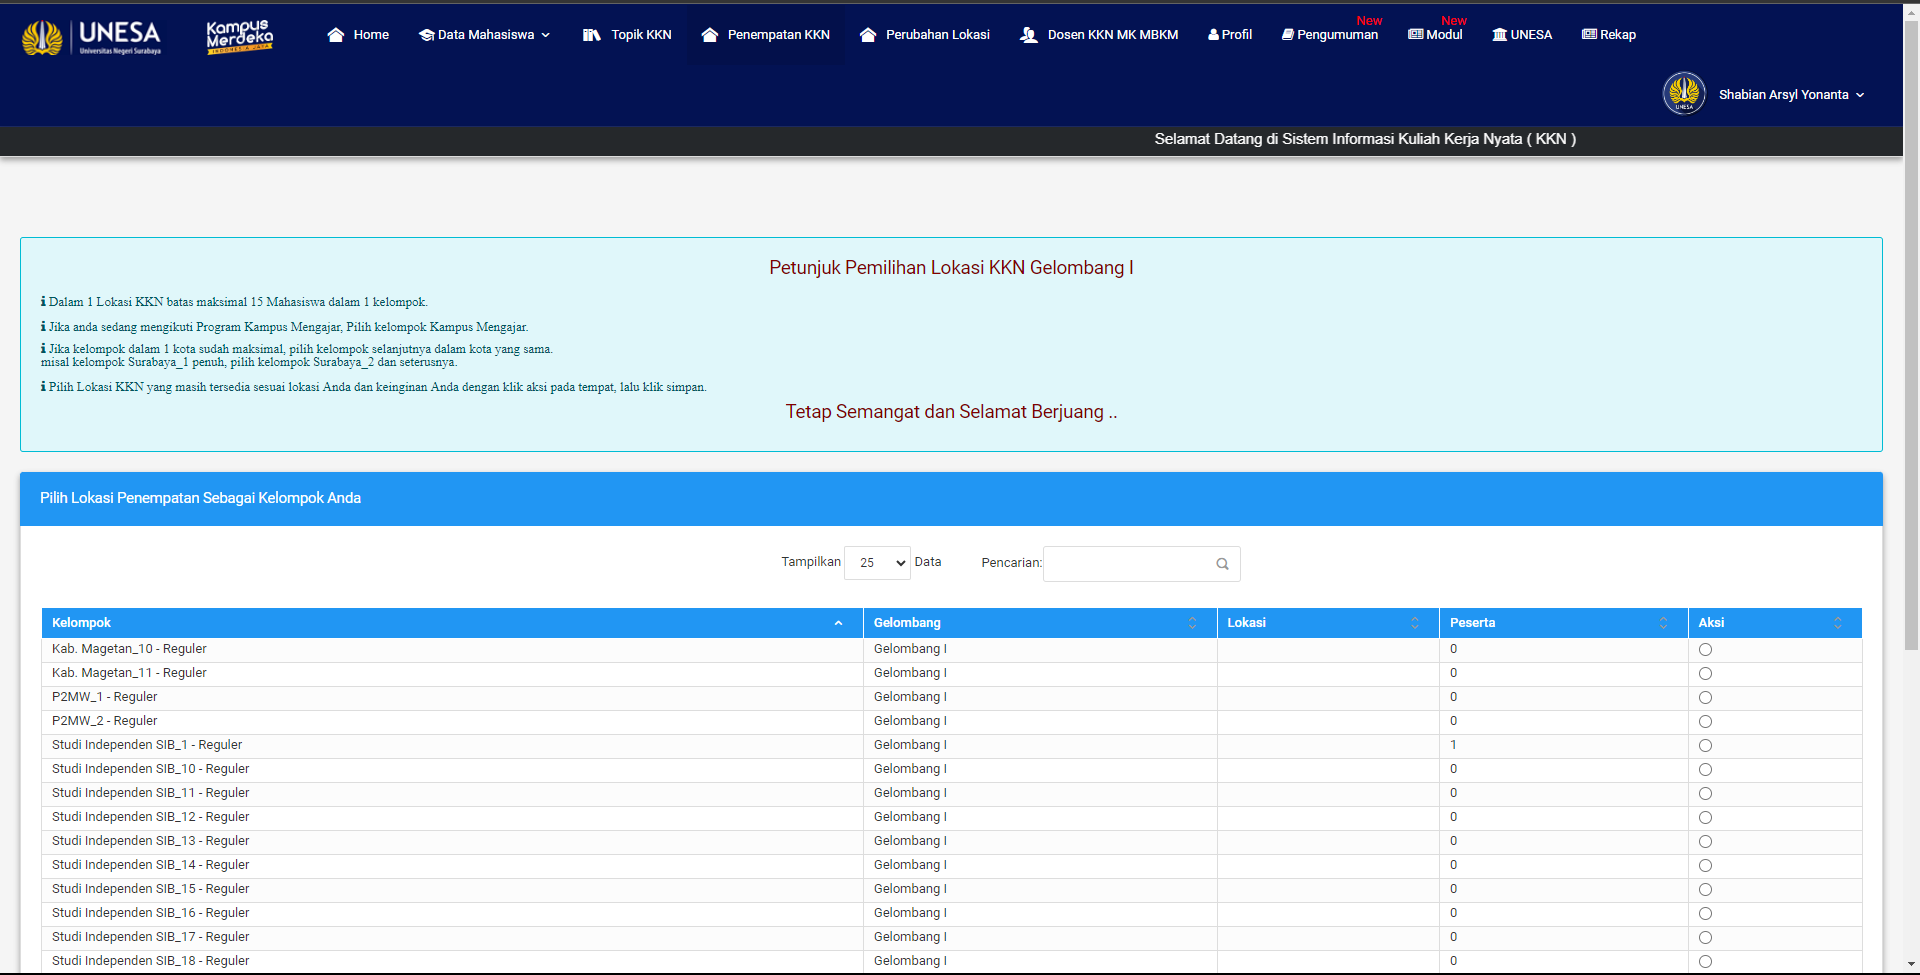 UNESA
Universitas Negeri Surabaya
Kampus
Merdeka
INDONESIA JAYA
Home
Data Mahasiswa
Topik KKN
Penempatan KKN
Perubahan Lokasi
Dosen KKN MK MBKM
Profil
New
Pengumuman
New
Modul
UNESA
Rekap
UNESA
Shabian Arsyl Yonanta
Selamat Datang di Sistem Informasi Kuliah Kerja Nyata ( KKN )
Petunjuk Pemilihan Lokasi KKN Gelombang I
Dalam 1 Lokasi KKN batas maksimal 15 Mahasiswa dalam 1 kelompok.
Jika anda sedang mengikuti Program Kampus Mengajar, Pilih kelompok Kampus Mengajar.
Jika kelompok dalam 1 kota sudah maksimal, pilih kelompok selanjutnya dalam kota yang sama.
misal kelompok Surabaya_1 penuh, pilih kelompok Surabaya_2 dan seterusnya.
Pilih Lokasi KKN yang masih tersedia sesuai lokasi Anda dan keinginan Anda dengan klik aksi pada tempat, lalu klik simpan.
Tetap Semangat dan Selamat Berjuang ..
Pilih Lokasi Penempatan Sebagai Kelompok Anda
Tampilkan 25 Data Pencarian:
Kelompok Gelombang Lokasi Peserta Aksi
Kab. Magetan_10 - Reguler Gelombang I 0
Kab. Magetan_11 - Reguler Gelombang I 0
P2MW_1 - Reguler Gelombang I 0
P2MW_2 - Reguler Gelombang I 0
Studi Independen SIB_1 - Reguler Gelombang I 1
Studi Independen SIB_10 - Reguler Gelombang I 0
Studi Independen SIB_11 - Reguler Gelombang I 0
Studi Independen SIB_12 - Reguler Gelombang I 0
Studi Independen SIB_13 - Reguler Gelombang I 0
Studi Independen SIB_14 - Reguler Gelombang I 0
Studi Independen SIB_15 - Reguler Gelombang I 0
Studi Independen SIB_16 - Reguler Gelombang I 0
Studi Independen SIB_17 - Reguler Gelombang I 0
Studi Independen SIB_18 - Reguler Gelombang I 0